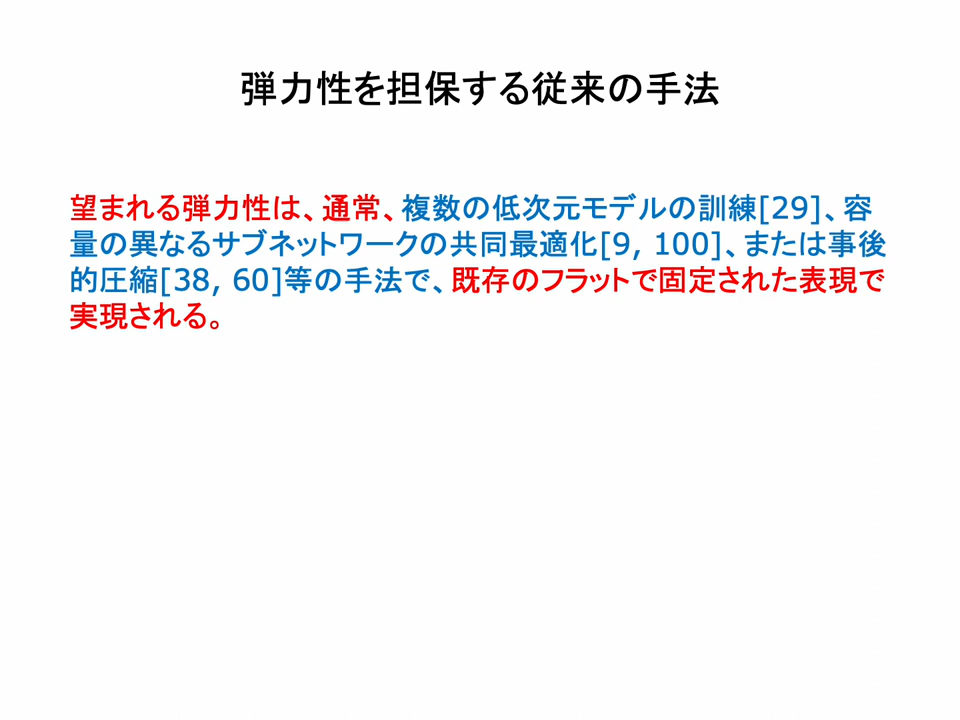 弾力性を担保する従来の手法
望まれる弾力性は、通常、複数の低次元モデルの訓練[29]、容
量の異なるサブネットワークの共同最適化[9, 100]、または事後
的圧縮[38, 60]等の手法で、既存のフラットで固定された表現で
実現される。